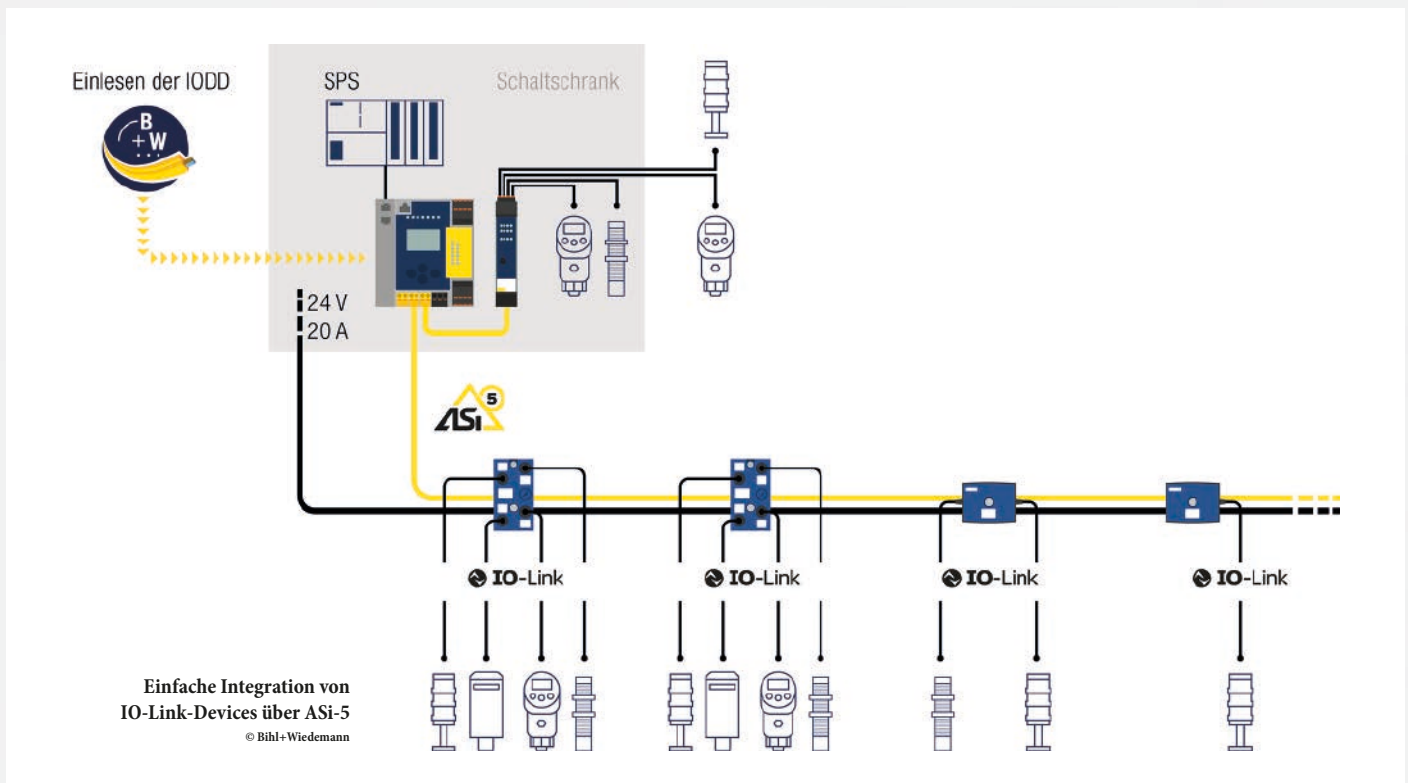 Einlesen der IODD
B
+W
SPS
Schaltschrank
24 V
20 A
ASi
5
IO-Link
IO-Link
IO-Link
IO-Link
Einfache Integration von
IO-Link-Devices über ASi-5
© Bihl+Wiedemann